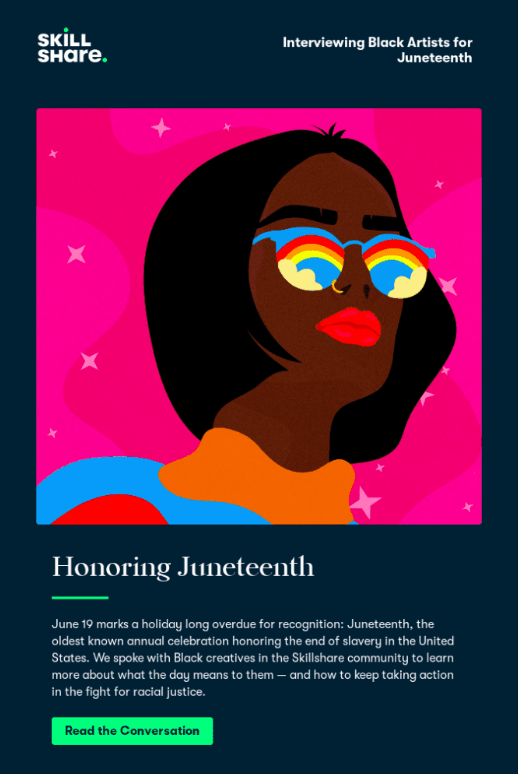 SKILL
SHare.
Interviewing Black Artists for
Juneteenth
Honoring Juneteenth
June 19 marks a holiday long overdue for recognition: Juneteenth, the
oldest known annual celebration honoring the end of slavery in the United
States. We spoke with Black creatives in the Skillshare community to learn
more about what the day means to them — and how to keep taking action
in the fight for racial justice.
Read the Conversation